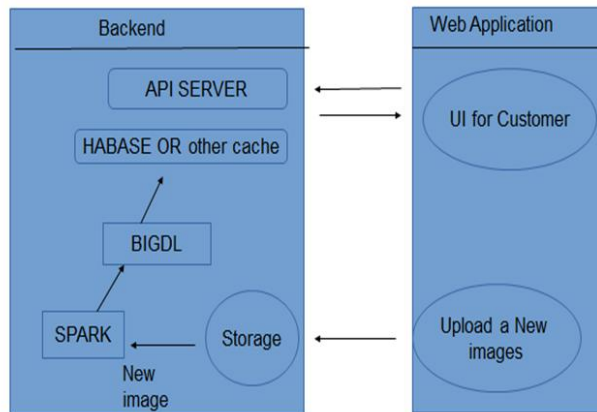 Backend
API SERVER
HABASE OR other cache
BIGDL
SPARK
Storage
New
image
Web Application
UI for Customer
Upload a New
images